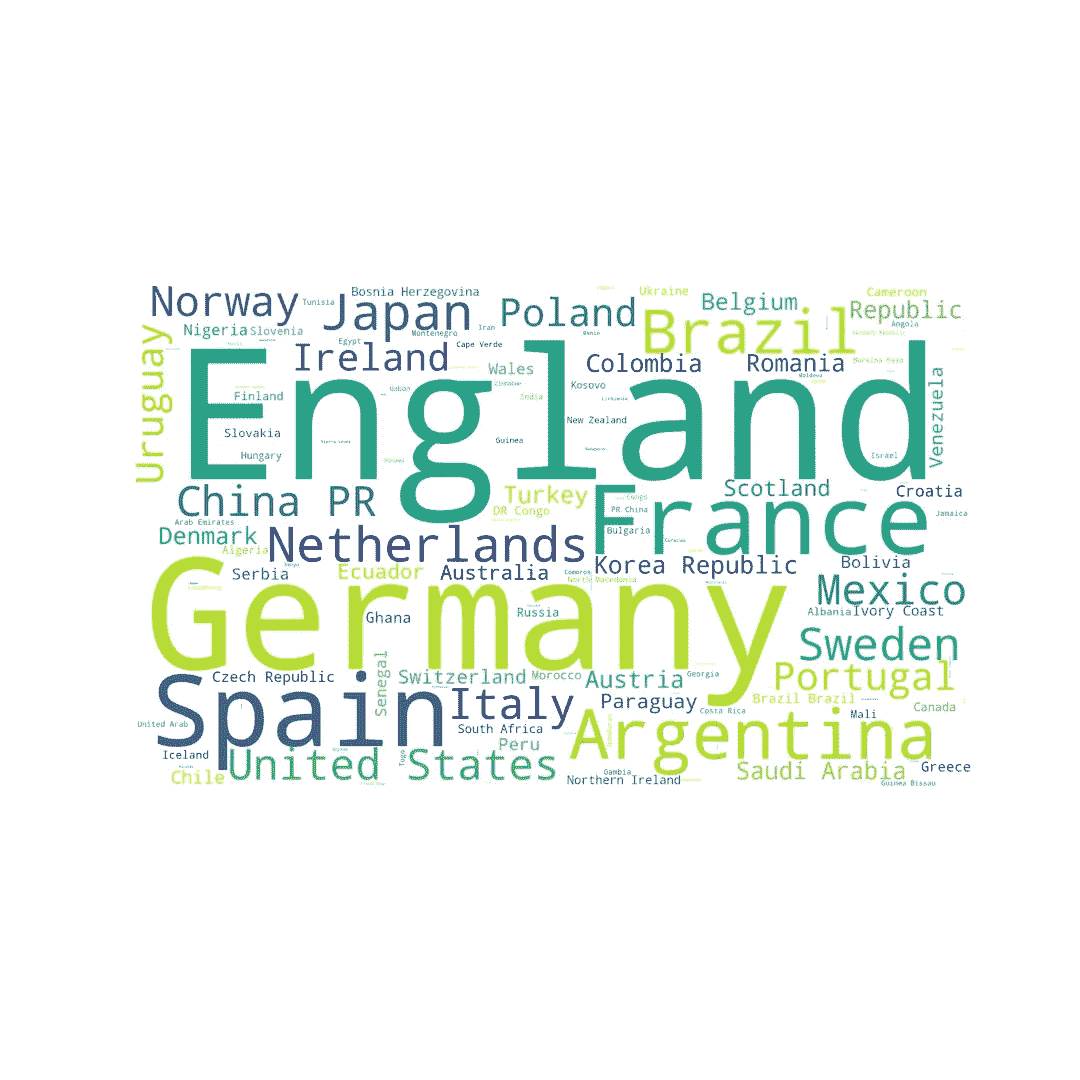 Norway
Tunisia
Bosnia Herzegovina
Japan
Poland
Ukraine
Belgium
Cameroon
Republic
Angola
Nigeria
Slovenia
Montenegro
Iran
Brazil
Uruguay
Ireland
Egypt
Cape Verde
Wales
Colombia
Romania
Burkina Faso
England
Finland
Gabon
Zimbabwe
Kosovo
Moldova
Venezuela
Lithuania
Slovakia
Guinea
New Zealand
Hungary
Sierra Leone
Israel
China PR
Turkey
France
Scotland
Croatia
Arab Emirates
DR Congo
Congo
PR China
Jamaica
Denmark
Netherlands
Bulgaria
Curacao
Algeria
Serbia
Ecuador
Australia
Comoros
North Macedonia
Korea Republic
Bolivia
Germany
Ghana
Russia
Mexico
Albania
Ivory Coast
Sweden
Spain
Czech Republic
Senegal
Switzerland
Morocco
Austria
Georgia
Portugal
Italy
Paraguay
Costa Rica
Brazil Brazil
Mali
Canada
United Arab
South Africa
Argentina
Iceland
Peru
Chile
United States
Togo
Gambia
Northern Ireland
Saudi Arabia
Greece
Guinea Bissau